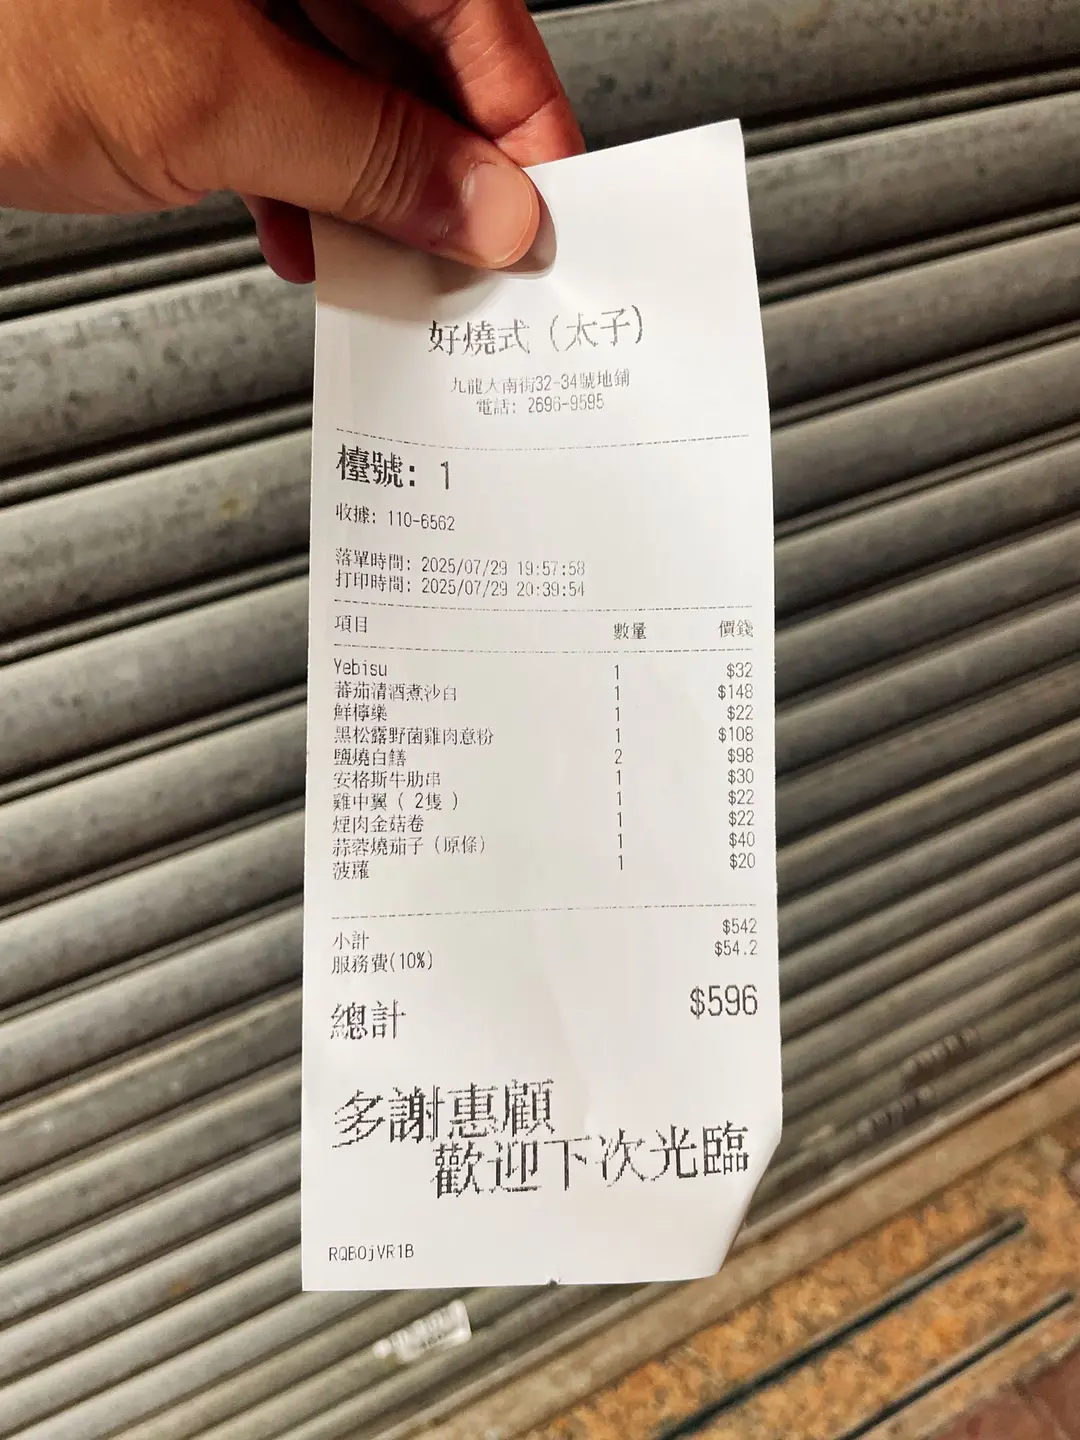 好燒式（太子）
九龍大南街32-34號地鋪
電話: 2696-9595
檯號: 1
收據: 110-6562
落單時間: 2025/07/29 19:57:58
打印時間: 2025/07/29 20:39:54
項目 數量 價錢
Yebisu 1 $32
蕃茄清酒煮沙白 1 $148
鮮檸樂 1 $22
黑松露野菌雞肉意粉 1 $108
鹽燒白鱔 2 $98
安格斯牛肋串 1 $30
雞中翼（ 2隻 ） 1 $22
煙肉金菇卷 1 $22
蒜蓉燒茄子（原條） 1 $40
菠蘿 1 $20
小計 $542
服務費(10%) $54.2
總計 $596
多謝惠顧
歡迎下次光臨
RQBOjVR1B